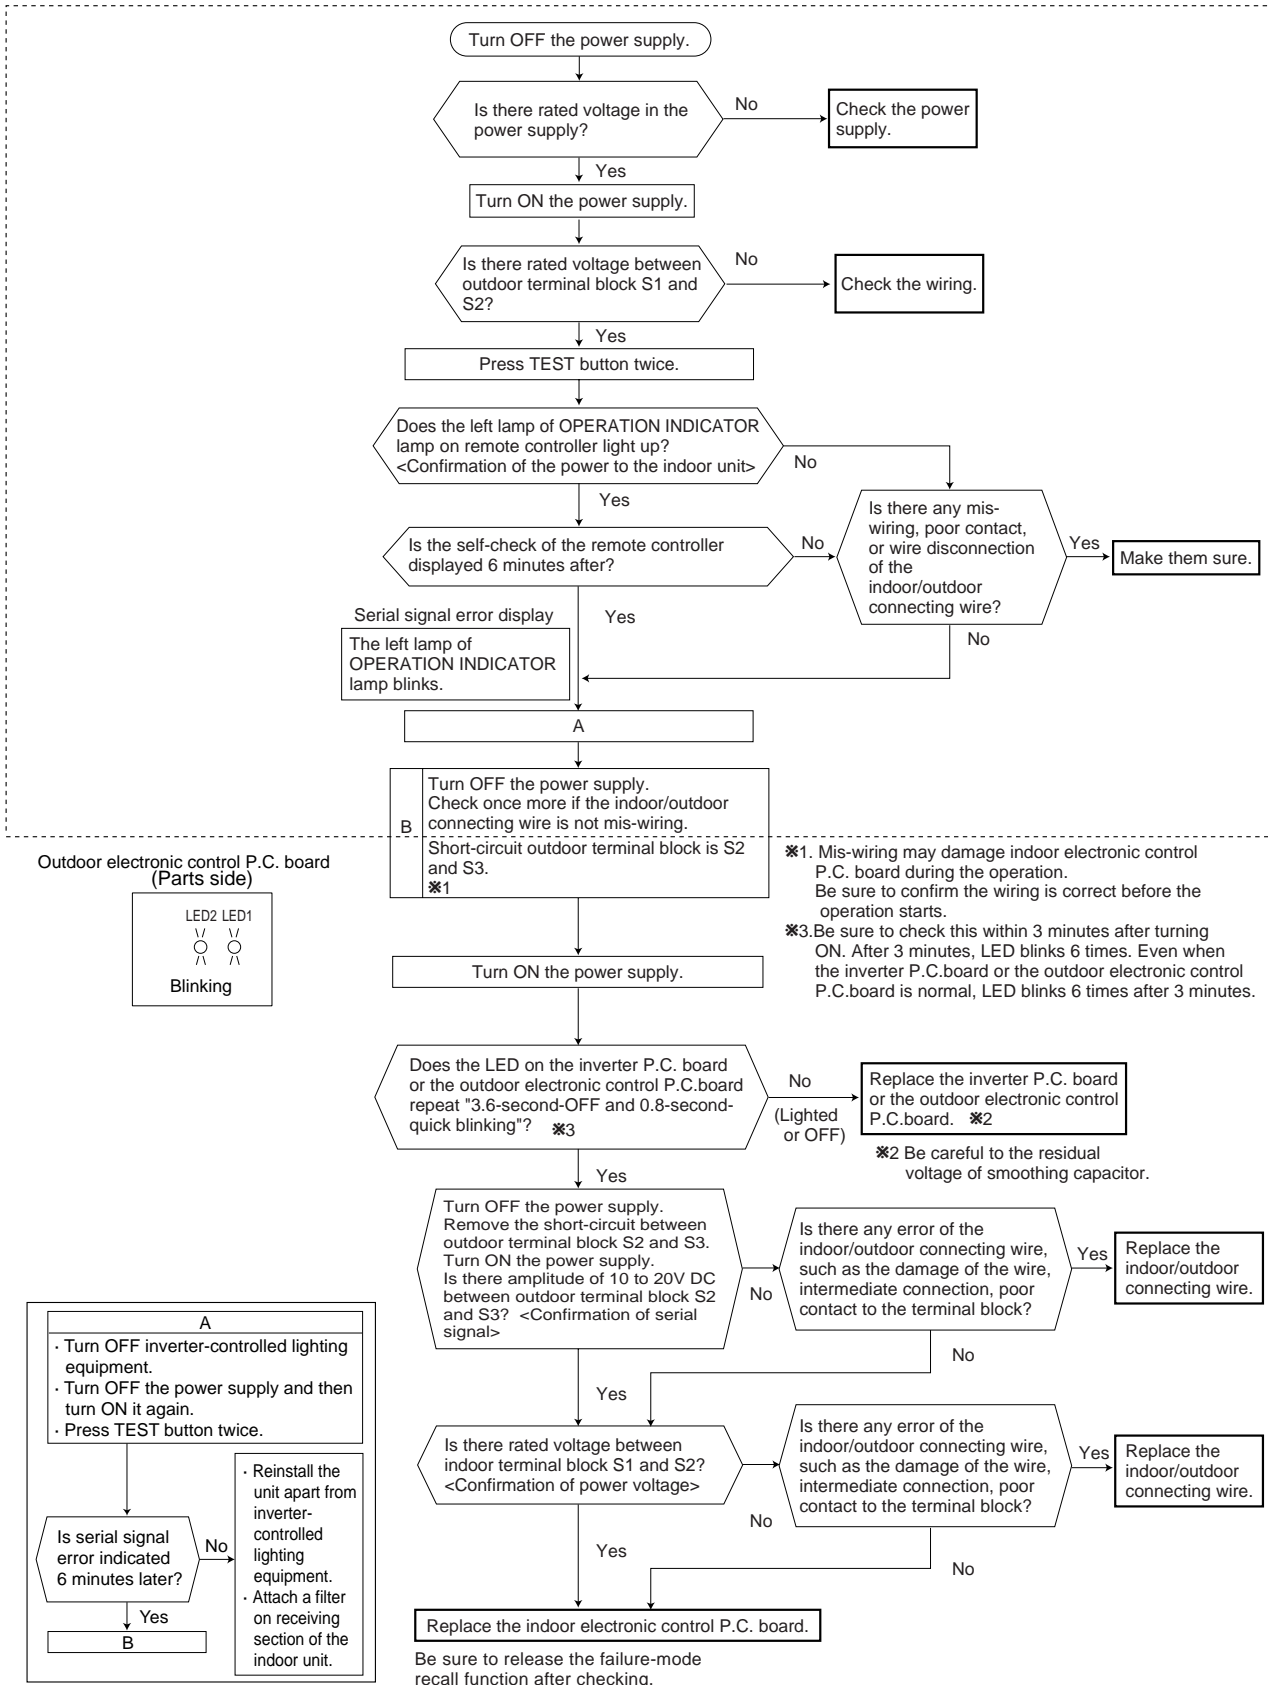 Turn OFF the power supply.
Is there rated voltage in the
power supply?
No
Check the power
supply.
Yes
Turn ON the power supply.
Is there rated voltage between
outdoor terminal block S1 and
S2?
No
Check the wiring.
Yes
Press TEST button twice.
Does the left lamp of OPERATION INDICATOR
lamp on remote controller light up?
<Confirmation of the power to the indoor unit>
No
Yes
Is there any mis-
wiring, poor contact,
or wire disconnection
of the
indoor/outdoor
connecting wire?
Yes
Make them sure.
Is the self-check of the remote controller
displayed 6 minutes after?
No
Serial signal error display
Yes
No
The left lamp of
OPERATION INDICATOR
lamp blinks.
A
B
Turn OFF the power supply.
Check once more if the indoor/outdoor
connecting wire is not mis-wiring.
Short-circuit outdoor terminal block is S2
and S3.
※1
Outdoor electronic control P.C. board
(Parts side)
LED2 LED1
Blinking
※1. Mis-wiring may damage indoor electronic control
P.C. board during the operation.
Be sure to confirm the wiring is correct before the
operation starts.
※3.Be sure to check this within 3 minutes after turning
ON. After 3 minutes, LED blinks 6 times. Even when
the inverter P.C.board or the outdoor electronic control
P.C.board is normal, LED blinks 6 times after 3 minutes.
Turn ON the power supply.
Does the LED on the inverter P.C. board
or the outdoor electronic control P.C.board
repeat "3.6-second-OFF and 0.8-second-
quick blinking"? ※3
No
(Lighted
or OFF)
Replace the inverter P.C. board
or the outdoor electronic control
P.C.board. ※2
※2 Be careful to the residual
voltage of smoothing capacitor.
Yes
Turn OFF the power supply.
Remove the short-circuit between
outdoor terminal block S2 and S3.
Turn ON the power supply.
Is there amplitude of 10 to 20V DC
between outdoor terminal block S2
and S3? <Confirmation of serial
signal>
No
Is there any error of the
indoor/outdoor connecting wire,
such as the damage of the wire,
intermediate connection, poor
contact to the terminal block?
Yes
Replace the
indoor/outdoor
connecting wire.
No
Yes
Is there rated voltage between
indoor terminal block S1 and S2?
<Confirmation of power voltage>
No
Is there any error of the
indoor/outdoor connecting wire,
such as the damage of the wire,
intermediate connection, poor
contact to the terminal block?
Yes
Replace the
indoor/outdoor
connecting wire.
No
Yes
Replace the indoor electronic control P.C. board.
Be sure to release the failure-mode
recall function after checking.
A
· Turn OFF inverter-controlled lighting
equipment.
· Turn OFF the power supply and then
turn ON it again.
· Press TEST button twice.
Is serial signal
error indicated
6 minutes later?
No
· Reinstall the
unit apart from
inverter-
controlled
lighting
equipment.
· Attach a filter
on receiving
section of the
indoor unit.
Yes
B